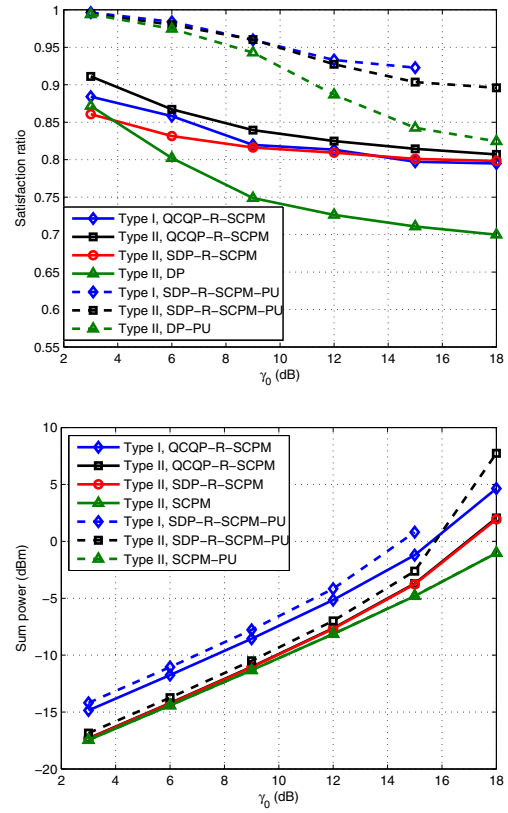 1
0.95
0.9
0.85
0.8
0.75
0.7
0.65
0.6
0.55
Satisfaction ratio
Type I, QCQP−R−SCPM
Type II, QCQP−R−SCPM
Type II, SDP−R−SCPM
Type II, DP
Type I, SDP−R−SCPM−PU
Type II, SDP−R−SCPM−PU
Type II, DP−PU
2 4 6 8 10 12 14 16 18
γ0 (dB)
10
5
0
−5
−10
−15
−20
Sum power (dBm)
Type I, QCQP−R−SCPM
Type II, QCQP−R−SCPM
Type II, SDP−R−SCPM
Type II, SCPM
Type I, SDP−R−SCPM−PU
Type II, SDP−R−SCPM−PU
Type II, SCPM−PU
2 4 6 8 10 12 14 16 18
γ0 (dB)